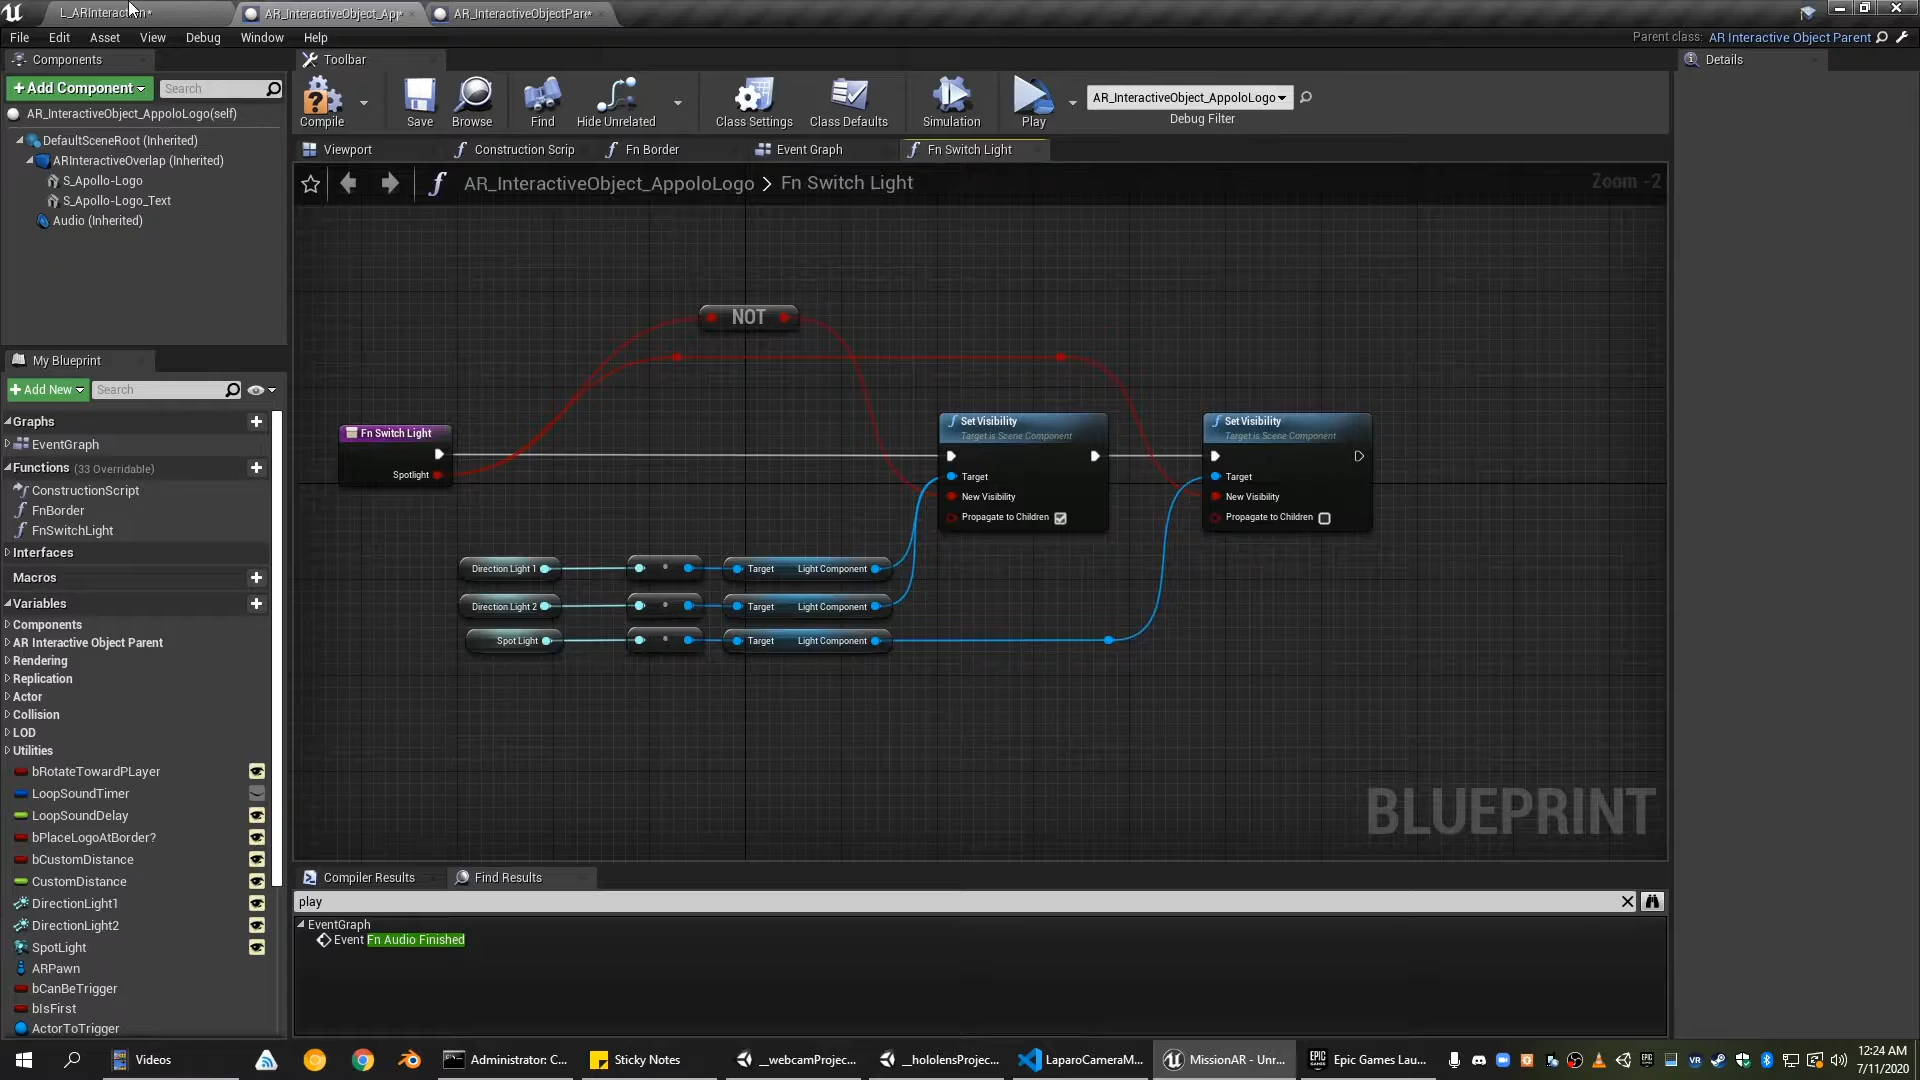 L_ARInteraction*
AR_InteractiveObject_App*
AR_InteractiveObjectPare*
File Edit Asset View Debug Window Help
Parent class: AR Interactive Object Parent
Components
Toolbar
Details
+Add Component
Search
AR_InteractiveObject_AppoloLogo(self)
DefaultSceneRoot (Inherited)
ARInteractiveOverlap (Inherited)
S_Apollo-Logo
S_Apollo-Logo_Text
Audio (Inherited)
Compile
Save
Browse
Find
Hide Unrelated
Class Settings
Class Defaults
Simulation
Play
AR_InteractiveObject_AppoloLogo
Debug Filter
Viewport
Construction Scrip
Fn Border
Event Graph
Fn Switch Light
AR_InteractiveObject_AppoloLogo > Fn Switch Light
Zoom -2
My Blueprint
+Add New
Search
Graphs
EventGraph
Functions (33 Overridable)
ConstructionScript
FnBorder
FnSwitchLight
Interfaces
Macros
Variables
Components
AR Interactive Object Parent
Rendering
Replication
Actor
Collision
LOD
Utilities
bRotateTowardPLayer
LoopSoundTimer
LoopSoundDelay
bPlaceLogoAtBorder?
bCustomDistance
CustomDistance
DirectionLight1
DirectionLight2
SpotLight
ARPawn
bCanBeTrigger
bIsFirst
ActorToTrigger
NOT
Fn Switch Light
Spotlight
Set Visibility
Target is Scene Component
Target
New Visibility
Propagate to Children
Set Visibility
Target is Scene Component
Target
New Visibility
Propagate to Children
Direction Light 1
Target Light Component
Direction Light 2
Target Light Component
Spot Light
Target Light Component
BLUEPRINT
Compiler Results
Find Results
play
EventGraph
Event Fn Audio Finished
Videos
Administrator: C...
Sticky Notes
__webcamProjec...
__hololensProjec...
LaparoCameraM...
MissionAR - Unr...
Epic Games Lau...
12:24 AM
7/11/2020